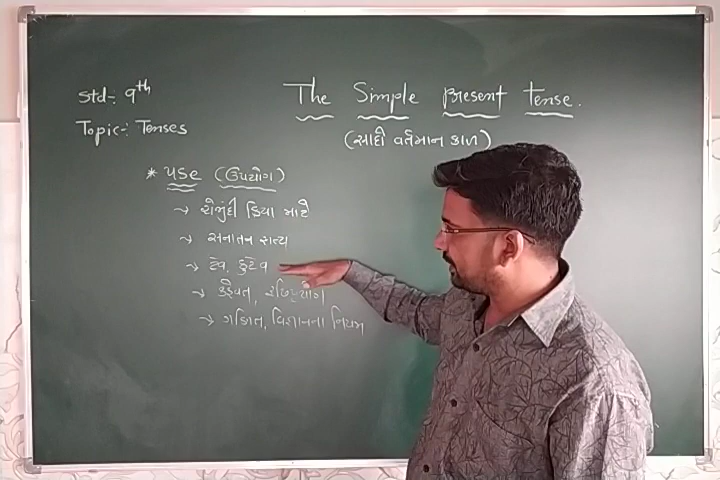 Std:- 9th
The Simple Present Tense.
Topic:- Tenses
(સાદો વર્તમાન કાળ)
* use (ઉપયોગ)
→ રોજુંદી ક્રિયા માટે
→ સનાતન સત્ય
→ ટેવ, કુટેવ
→ કહેવત, રૂઢિપ્રયોગ
→ ગણિત, વિજ્ઞાનના નિયમ